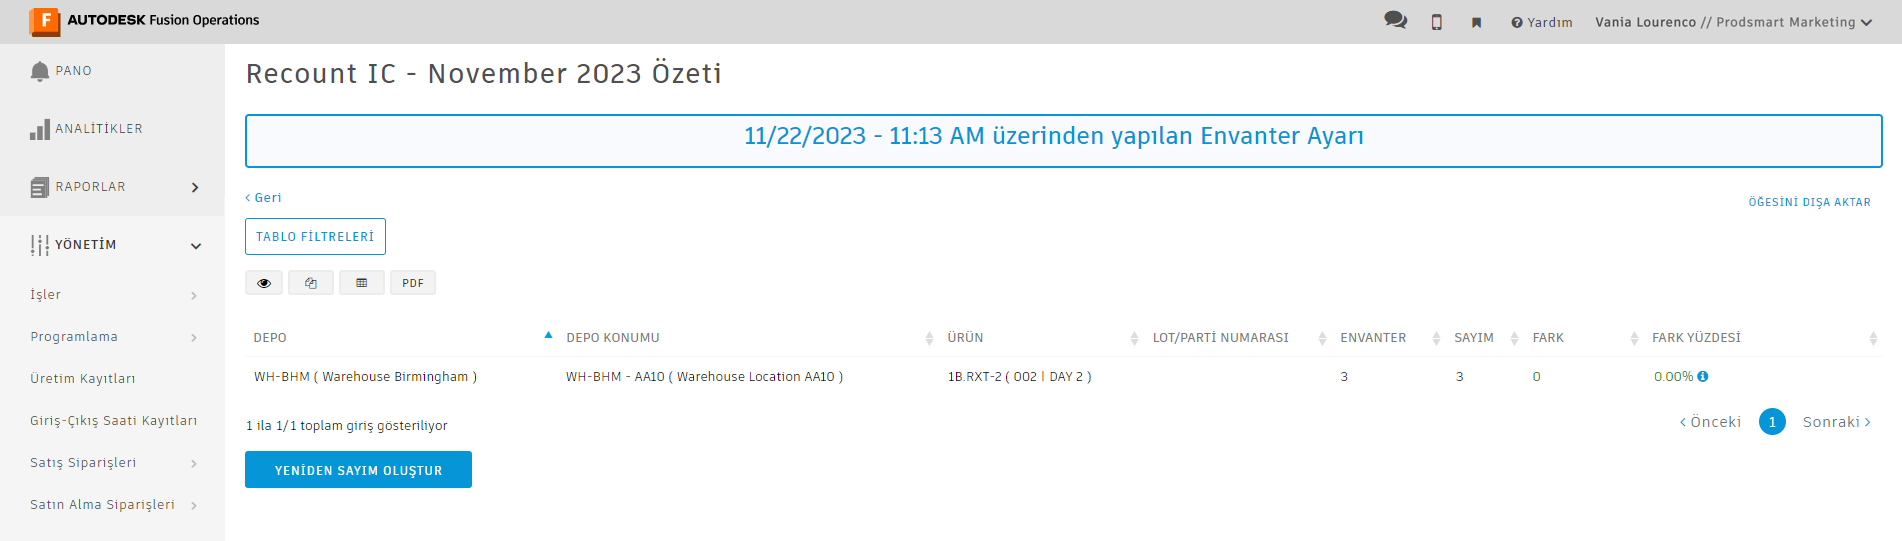 AUTODESK Fusion Operations
Yardım
Vania Lourenco // Prodsmart Marketing
PANO
ANALİTİKLER
RAPORLAR
YÖNETİM
İşler
Programlama
Üretim Kayıtları
Giriş-Çıkış Saati Kayıtları
Satış Siparişleri
Satın Alma Siparişleri
Recount IC - November 2023 Özeti
11/22/2023 - 11:13 AM üzerinden yapılan Envanter Ayarı
‹ Geri
ÖĞESİNİ DIŞA AKTAR
TABLO FİLTRELERİ
PDF
DEPO DEPO KONUMU ÜRÜN LOT/PARTİ NUMARASI ENVANTER SAYIM FARK FARK YÜZDESİ
WH-BHM ( Warehouse Birmingham ) WH-BHM - AA10 ( Warehouse Location AA10 ) 1B.RXT-2 ( 002 | DAY 2 ) 3 3 0 0.00%
1 ila 1/1 toplam giriş gösteriliyor
‹ Önceki 1 Sonraki ›
YENİDEN SAYIM OLUŞTUR